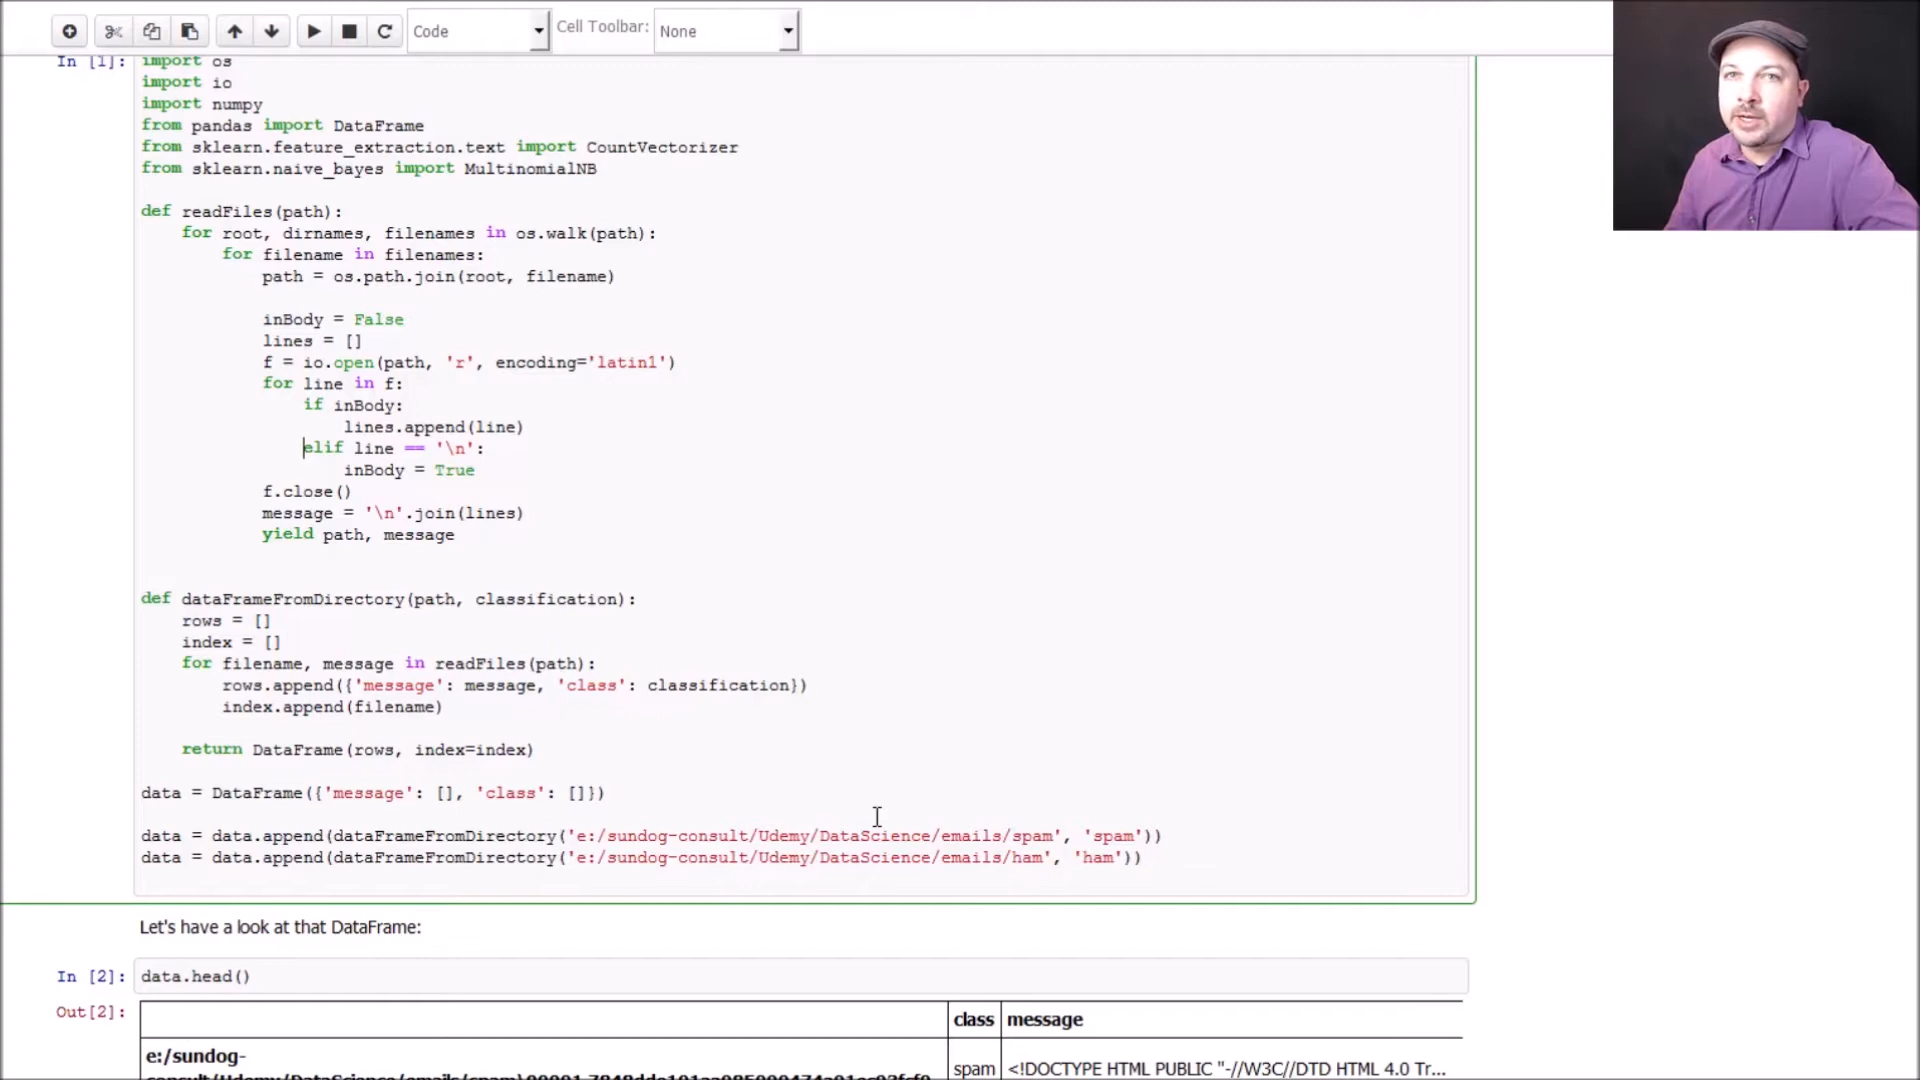 Code
Cell Toolbar:
None
In [1]:
import os
import io
import numpy
from pandas import DataFrame
from sklearn.feature_extraction.text import CountVectorizer
from sklearn.naive_bayes import MultinomialNB
def readFiles(path):
    for root, dirnames, filenames in os.walk(path):
        for filename in filenames:
            path = os.path.join(root, filename)
            inBody = False
            lines = []
            f = io.open(path, 'r', encoding='latin1')
            for line in f:
                if inBody:
                    lines.append(line)
                elif line == '\n':
                    inBody = True
            f.close()
            message = '\n'.join(lines)
            yield path, message
def dataFrameFromDirectory(path, classification):
    rows = []
    index = []
    for filename, message in readFiles(path):
        rows.append({'message': message, 'class': classification})
        index.append(filename)
    return DataFrame(rows, index=index)
data = DataFrame({'message': [], 'class': []})
data = data.append(dataFrameFromDirectory('e:/sundog-consult/Udemy/DataScience/emails/spam', 'spam'))
data = data.append(dataFrameFromDirectory('e:/sundog-consult/Udemy/DataScience/emails/ham', 'ham'))
Let's have a look at that DataFrame:
In [2]:
data.head()
Out[2]:
class message
e:/sundog-
spam <!DOCTYPE HTML PUBLIC "-//W3C//DTD HTML 4.0 Tr...